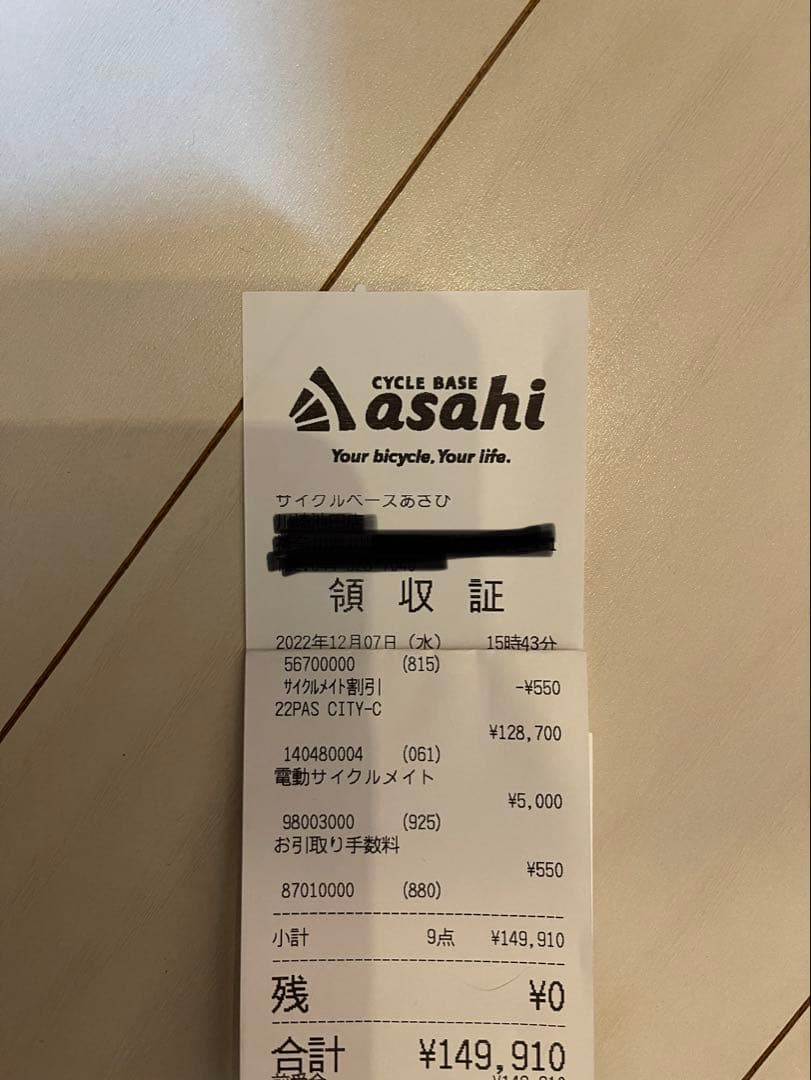 CYCLE BASE
asahi
Your bicycle, Your life.
サイクルベースあさひ
領 収 証
2022年12月07日 (水) 15時43分
56700000 (815)
サイクルメイト割引 -¥550
22PAS CITY-C
¥128,700
140480004 (061)
電動サイクルメイト
¥5,000
98003000 (925)
お引取り手数料
¥550
87010000 (880)
小計 9点 ¥149,910
残 ¥0
合計 ¥149,910